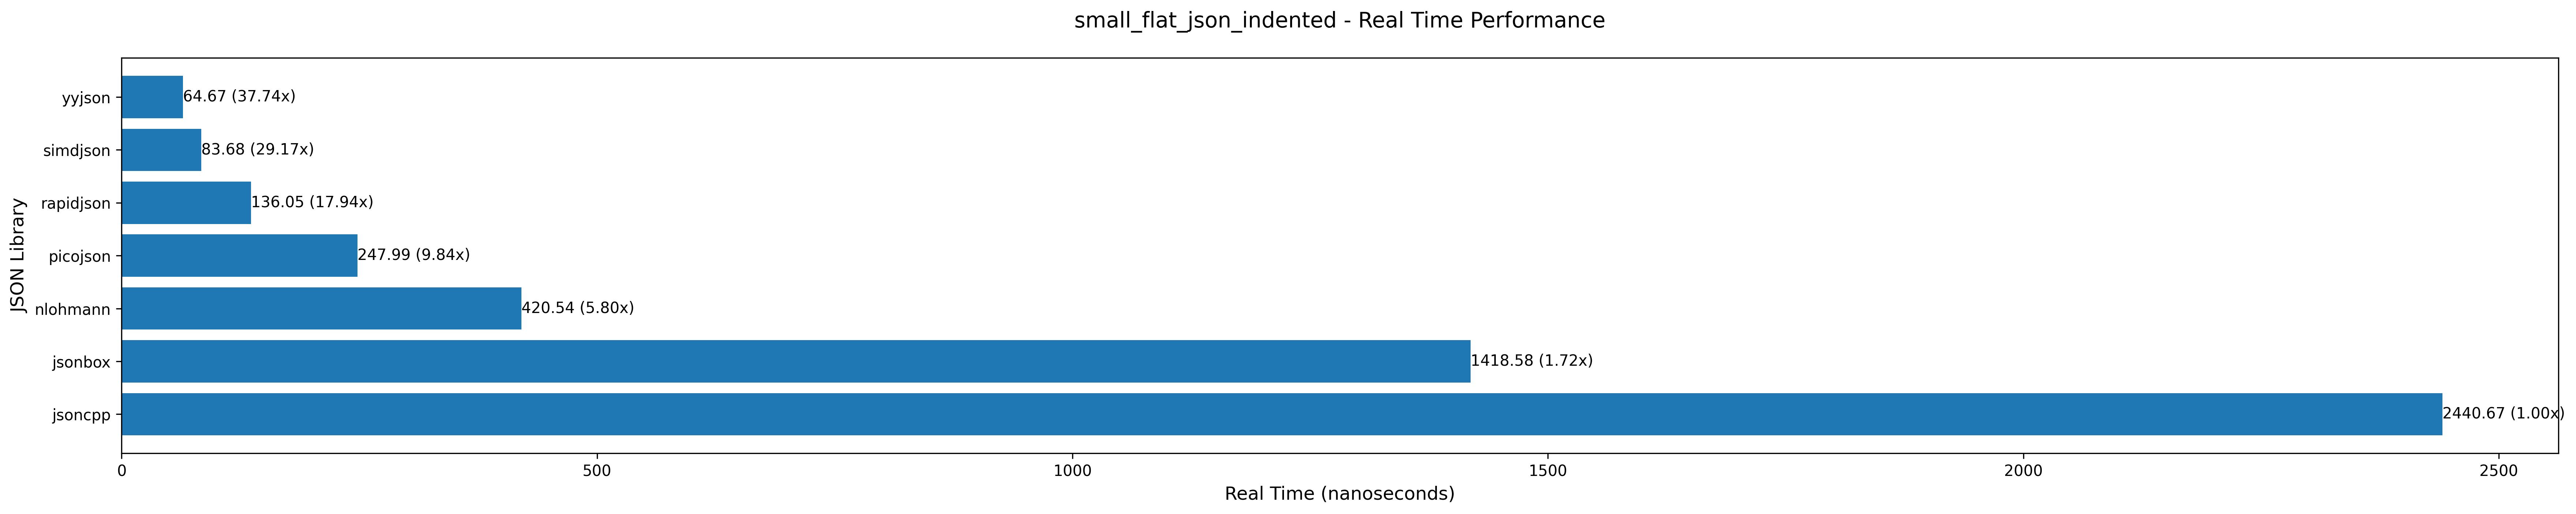 small_flat_json_indented - Real Time Performance
JSON Library
yyjson 64.67 (37.74x)
simdjson 83.68 (29.17x)
rapidjson 136.05 (17.94x)
picojson 247.99 (9.84x)
nlohmann 420.54 (5.80x)
jsonbox 1418.58 (1.72x)
jsoncpp 2440.67 (1.00x)
0 500 1000 1500 2000 2500
Real Time (nanoseconds)